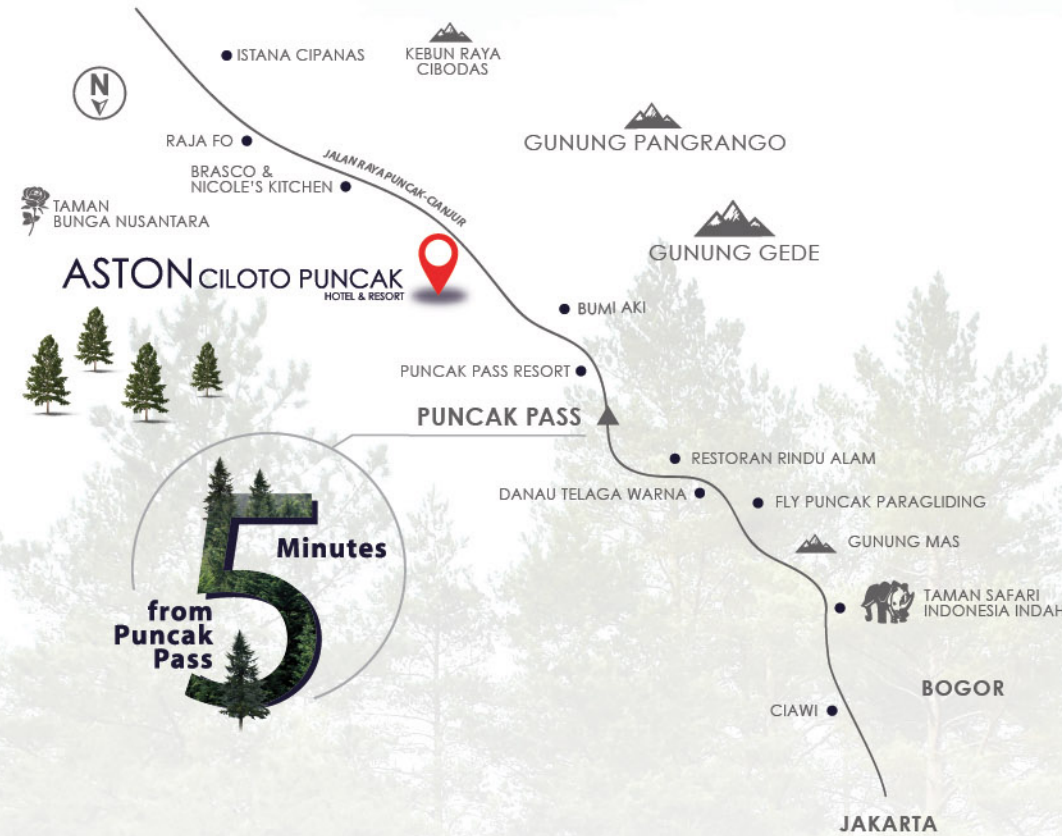 ISTANA CIPANAS
KEBUN RAYA
CIBODAS
N
RAJA FO
GUNUNG PANGRANGO
JALAN RAYA PUNCAK-CIANJUR
BRASCO &
NICOLE'S KITCHEN
TAMAN
BUNGA NUSANTARA
GUNUNG GEDE
ASTON CILOTO PUNCAK
HOTEL & RESORT
BUMI AKI
PUNCAK PASS RESORT
PUNCAK PASS
RESTORAN RINDU ALAM
DANAU TELAGA WARNA
FLY PUNCAK PARAGLIDING
5
Minutes
from
Puncak
Pass
GUNUNG MAS
TAMAN SAFARI
INDONESIA INDAH
BOGOR
CIAWI
JAKARTA